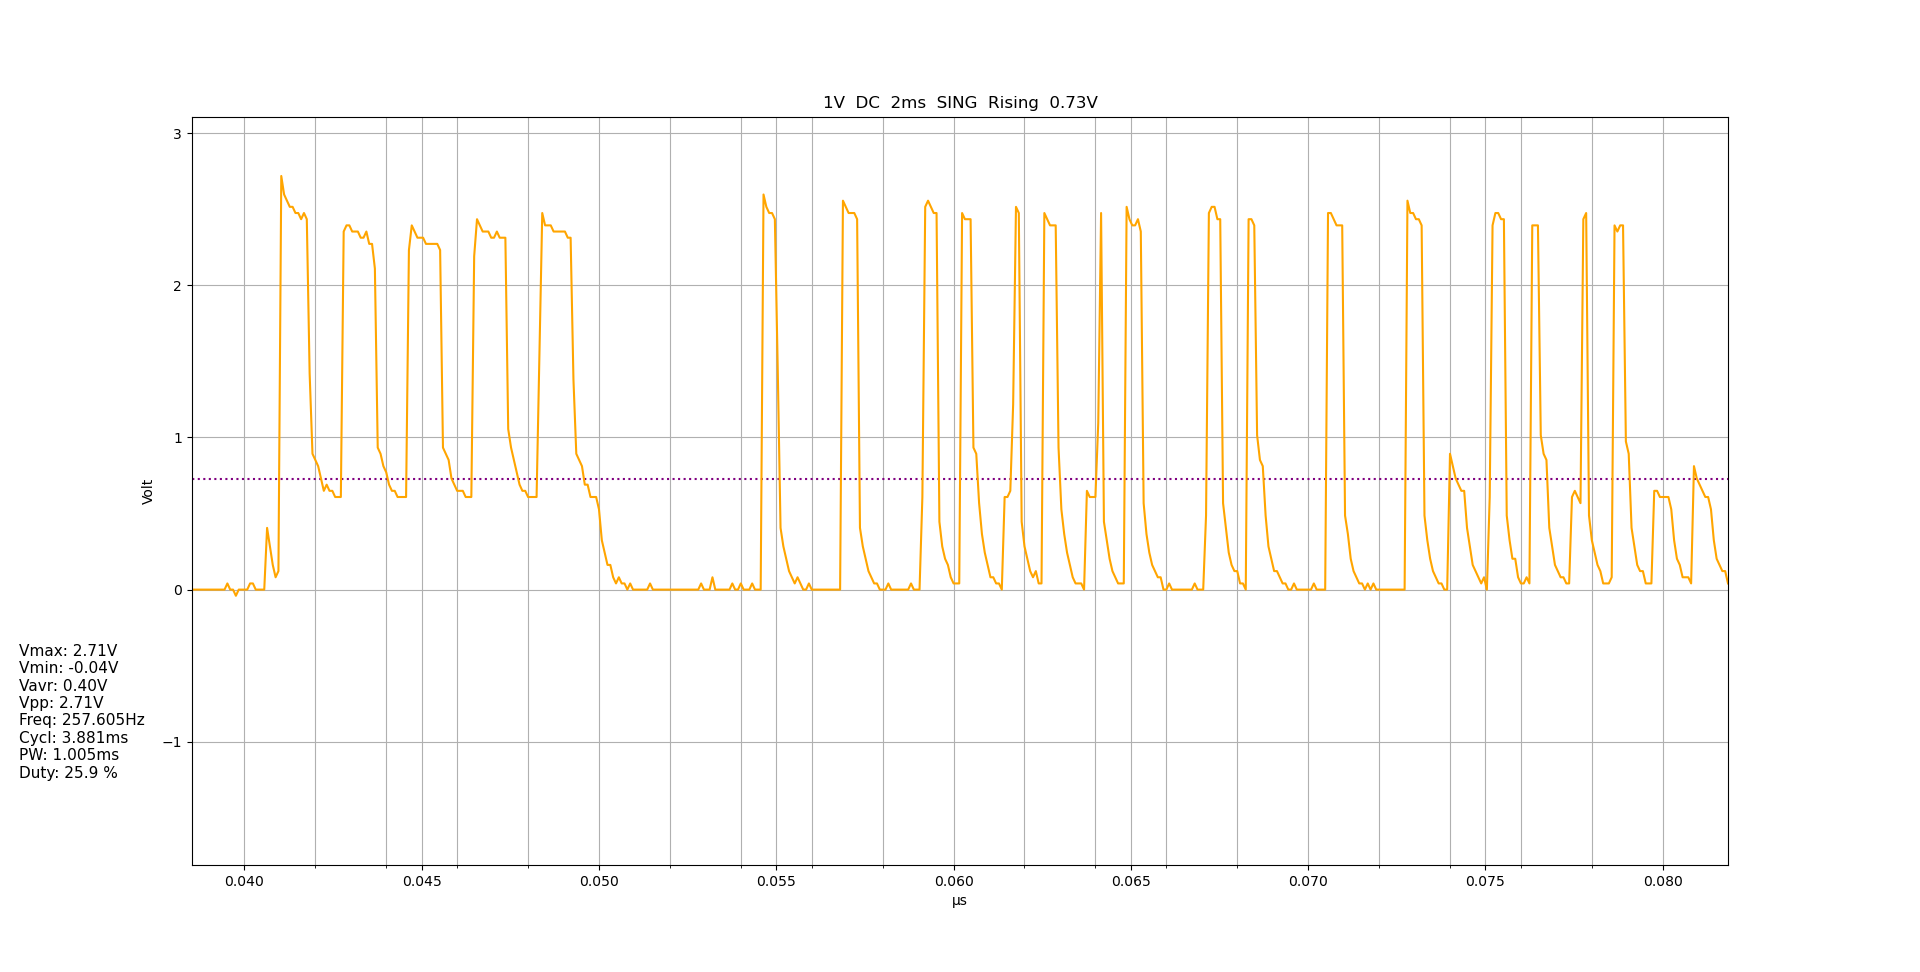 1V  DC  2ms  SING  Rising  0.73V
3
2
1
0
−1
Volt
0.040 0.045 0.050 0.055 0.060 0.065 0.070 0.075 0.080
µs
Vmax: 2.71V
Vmin: -0.04V
Vavr: 0.40V
Vpp: 2.71V
Freq: 257.605Hz
Cycl: 3.881ms
PW: 1.005ms
Duty: 25.9 %